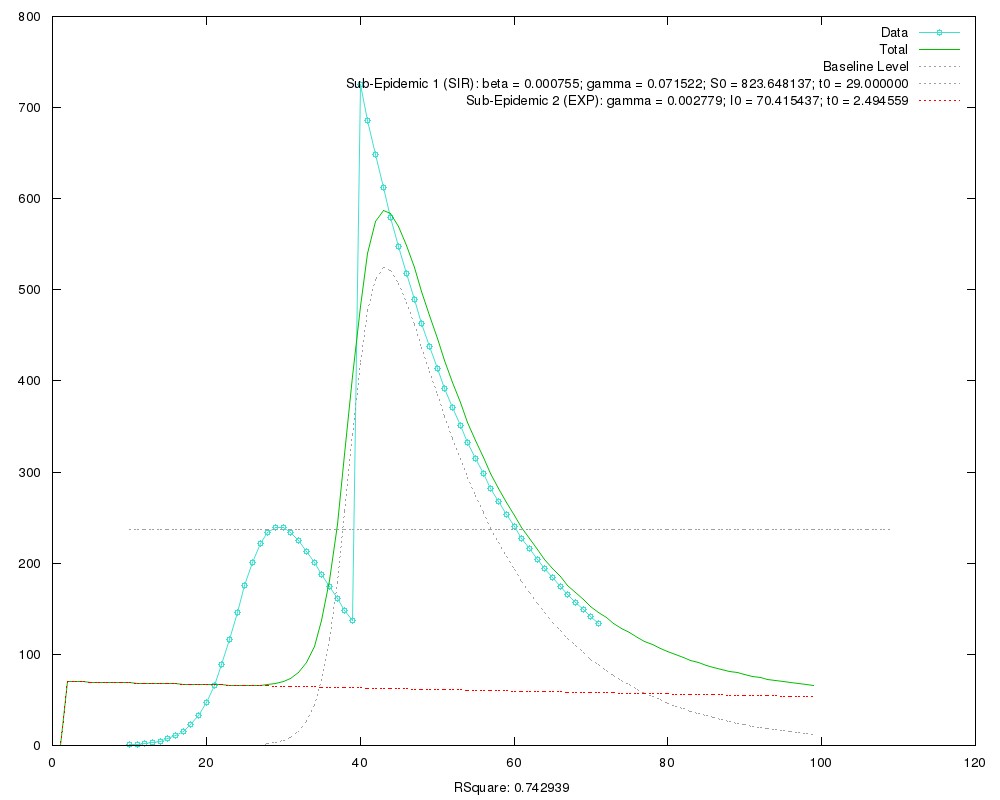 800
700
600
500
400
300
200
100
0
0 20 40 60 80 100 120
Data
Total
Baseline Level
Sub-Epidemic 1 (SIR): beta = 0.000755; gamma = 0.071522; S0 = 823.648137; t0 = 29.000000
Sub-Epidemic 2 (EXP): gamma = 0.002779; I0 = 70.415437; t0 = 2.494559
RSquare: 0.742939